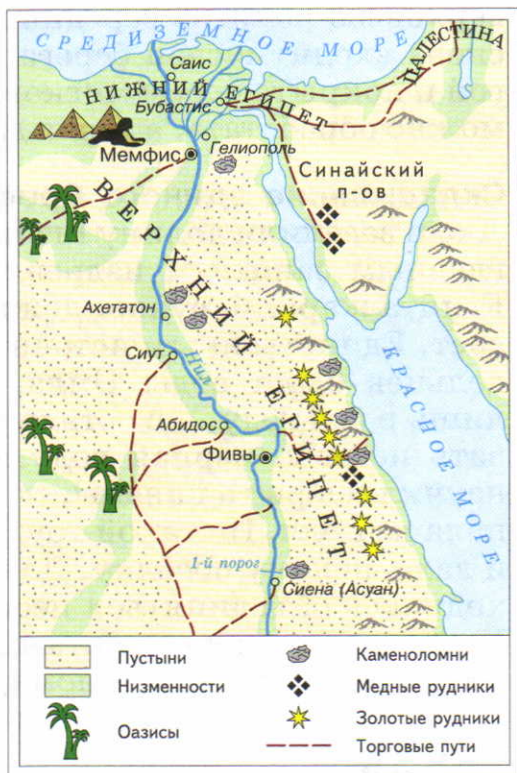 СРЕДИЗЕМНОЕ МОРЕ
ПАЛЕСТИНА
Саис
НИЖНИЙ ЕГИПЕТ
Бубастис
Гелиополь
Мемфис
Синайский
п-ов
ВЕРХНИЙ ЕГИПЕТ
Ахетатон
Сиут
Нил
КРАСНОЕ МОРЕ
Абидос
Фивы
1-й порог
Сиена (Асуан)
Пустыни
Каменоломни
Низменности
Медные рудники
Оазисы
Золотые рудники
Торговые пути